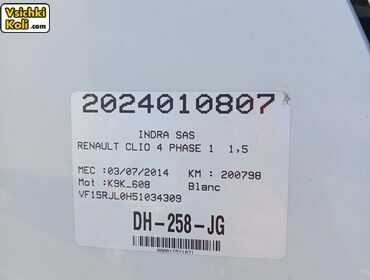 Vsichki
Koli.com
2024010807
INDRA SAS
RENAULT CLIO 4 PHASE 1 1,5
MEC :03/07/2014 KM : 200798
Mot :K9K_608 Blanc
VF15RJL0H51034309
DH-258-JG